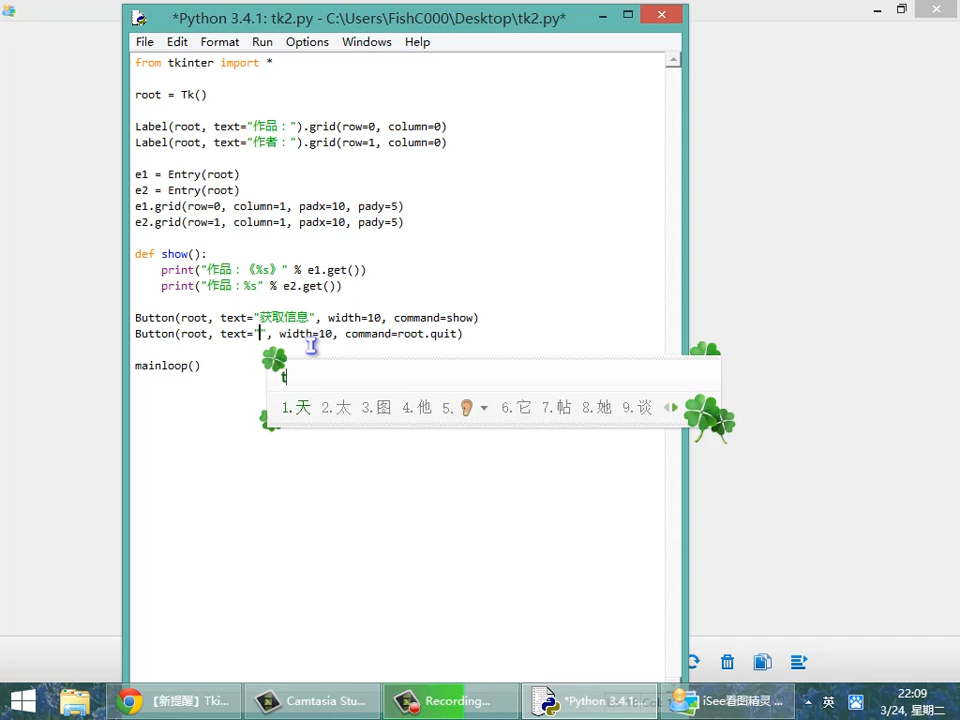 *Python 3.4.1: tk2.py - C:\Users\FishC000\Desktop\tk2.py*
File Edit Format Run Options Windows Help
from tkinter import *
root = Tk()
Label(root, text="作品：").grid(row=0, column=0)
Label(root, text="作者：").grid(row=1, column=0)
e1 = Entry(root)
e2 = Entry(root)
e1.grid(row=0, column=1, padx=10, pady=5)
e2.grid(row=1, column=1, padx=10, pady=5)
def show():
print("作品：《%s》" % e1.get())
print("作品：%s" % e2.get())
Button(root, text="获取信息", width=10, command=show)
Button(root, text="", width=10, command=root.quit)
mainloop()
t
1.天 2.太 3.图 4.他 5. 6.它 7.帖 8.她 9.谈
【新提醒】Tki... Camtasia Stu... Recording... *Python 3.4.1: ... iSee看图精灵 ... 英
22:09
3/24, 星期二